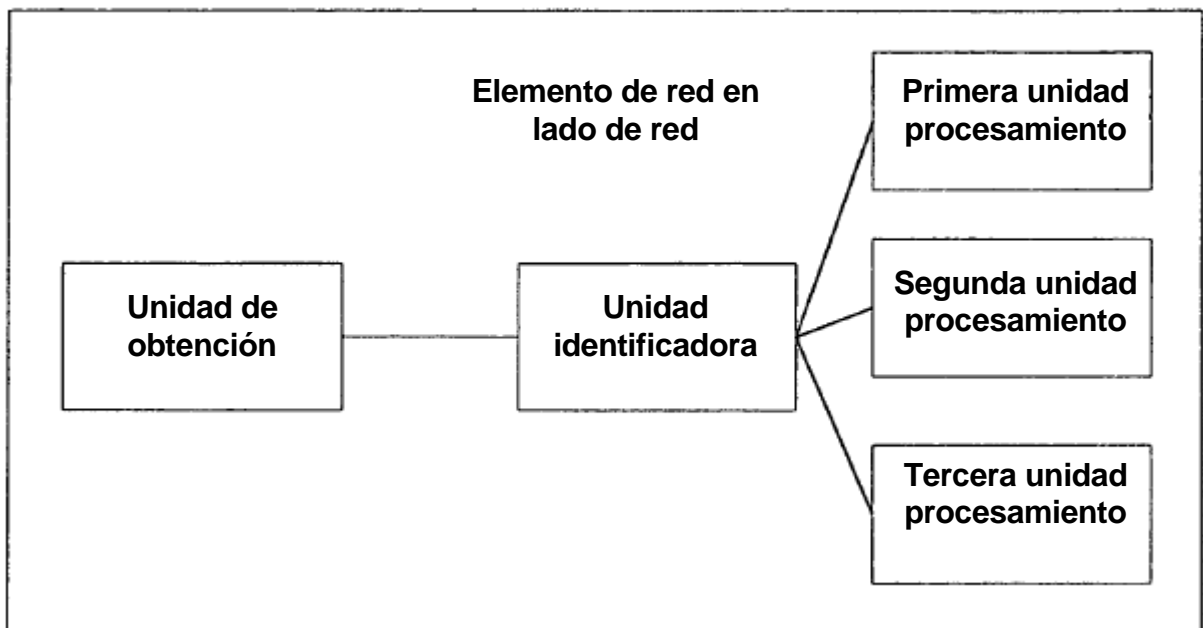 Elemento de red en
lado de red
Primera unidad
procesamiento
Unidad de
obtención
Unidad
identificadora
Segunda unidad
procesamiento
Tercera unidad
procesamiento